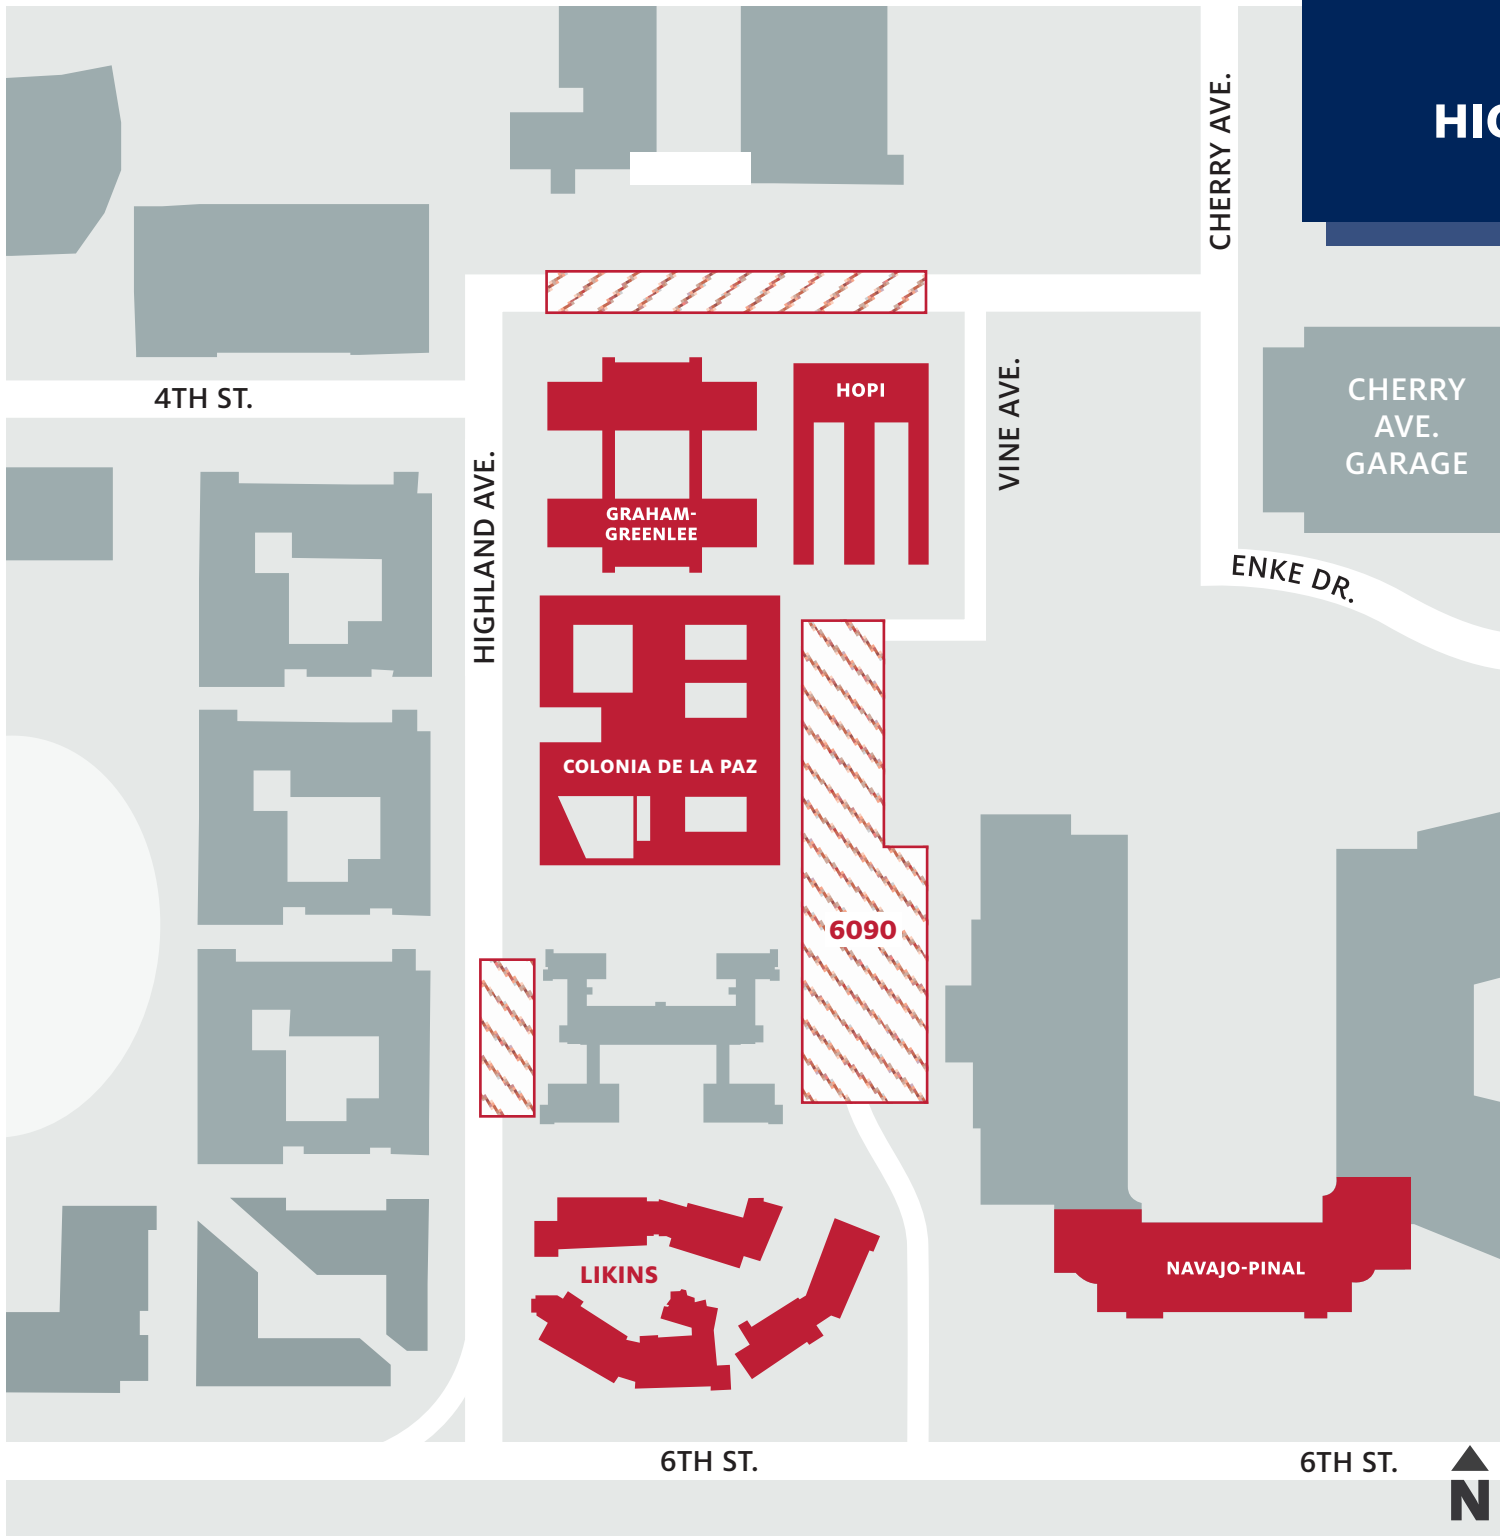 CHERRY AVE.
HIG
4TH ST.
HOPI
VINE AVE.
CHERRY
AVE.
GARAGE
HIGHLAND AVE.
GRAHAM-
GREENLEE
ENKE DR.
COLONIA DE LA PAZ
6090
LIKINS
NAVAJO-PINAL
6TH ST.
6TH ST.
N